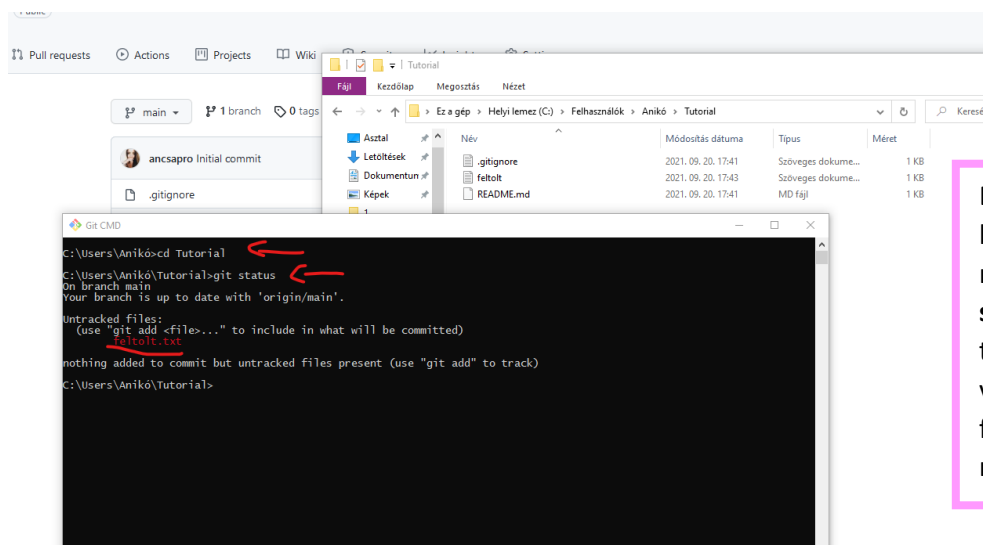 Public
Pull requests Actions Projects Wiki
main 1 branch 0 tags
ancsapro Initial commit
.gitignore
Tutorial
Fájl Kezdőlap Megosztás Nézet
Ez a gép › Helyi lemez (C:) › Felhasználók › Anikó › Tutorial
Asztal
Letöltések
Dokumentun
Képek
1
Név Módosítás dátuma Típus Méret
.gitignore 2021. 09. 20. 17:41 Szöveges dokume... 1 KB
feltolt 2021. 09. 20. 17:43 Szöveges dokume... 1 KB
README.md 2021. 09. 20. 17:41 MD fájl 1 KB
Git CMD
C:\Users\Anikó>cd Tutorial
C:\Users\Anikó\Tutorial>git status
On branch main
Your branch is up to date with 'origin/main'.
Untracked files:
(use "git add <file>..." to include in what will be committed)
feltolt.txt
nothing added to commit but untracked files present (use "git add" to track)
C:\Users\Anikó\Tutorial>